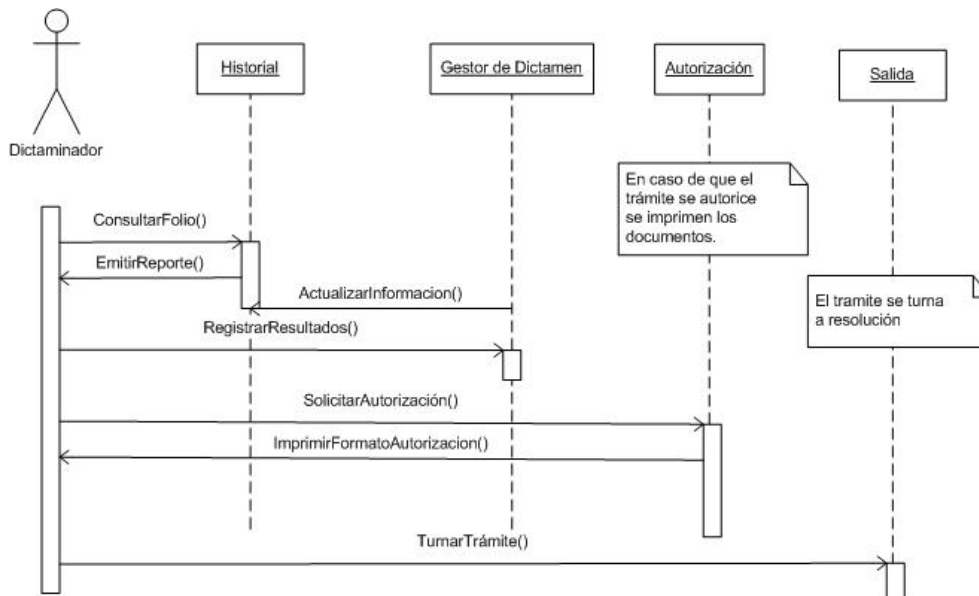 Historial
Gestor de Dictamen
Autorización
Salida
Dictaminador
En caso de que el
trámite se autorice
se imprimen los
documentos.
ConsultarFolio()
EmitirReporte()
ActualizarInformacion()
El tramite se turna
a resolución
RegistrarResultados()
SolicitarAutorización()
ImprimirFormatoAutorizacion()
TurnarTrámite()